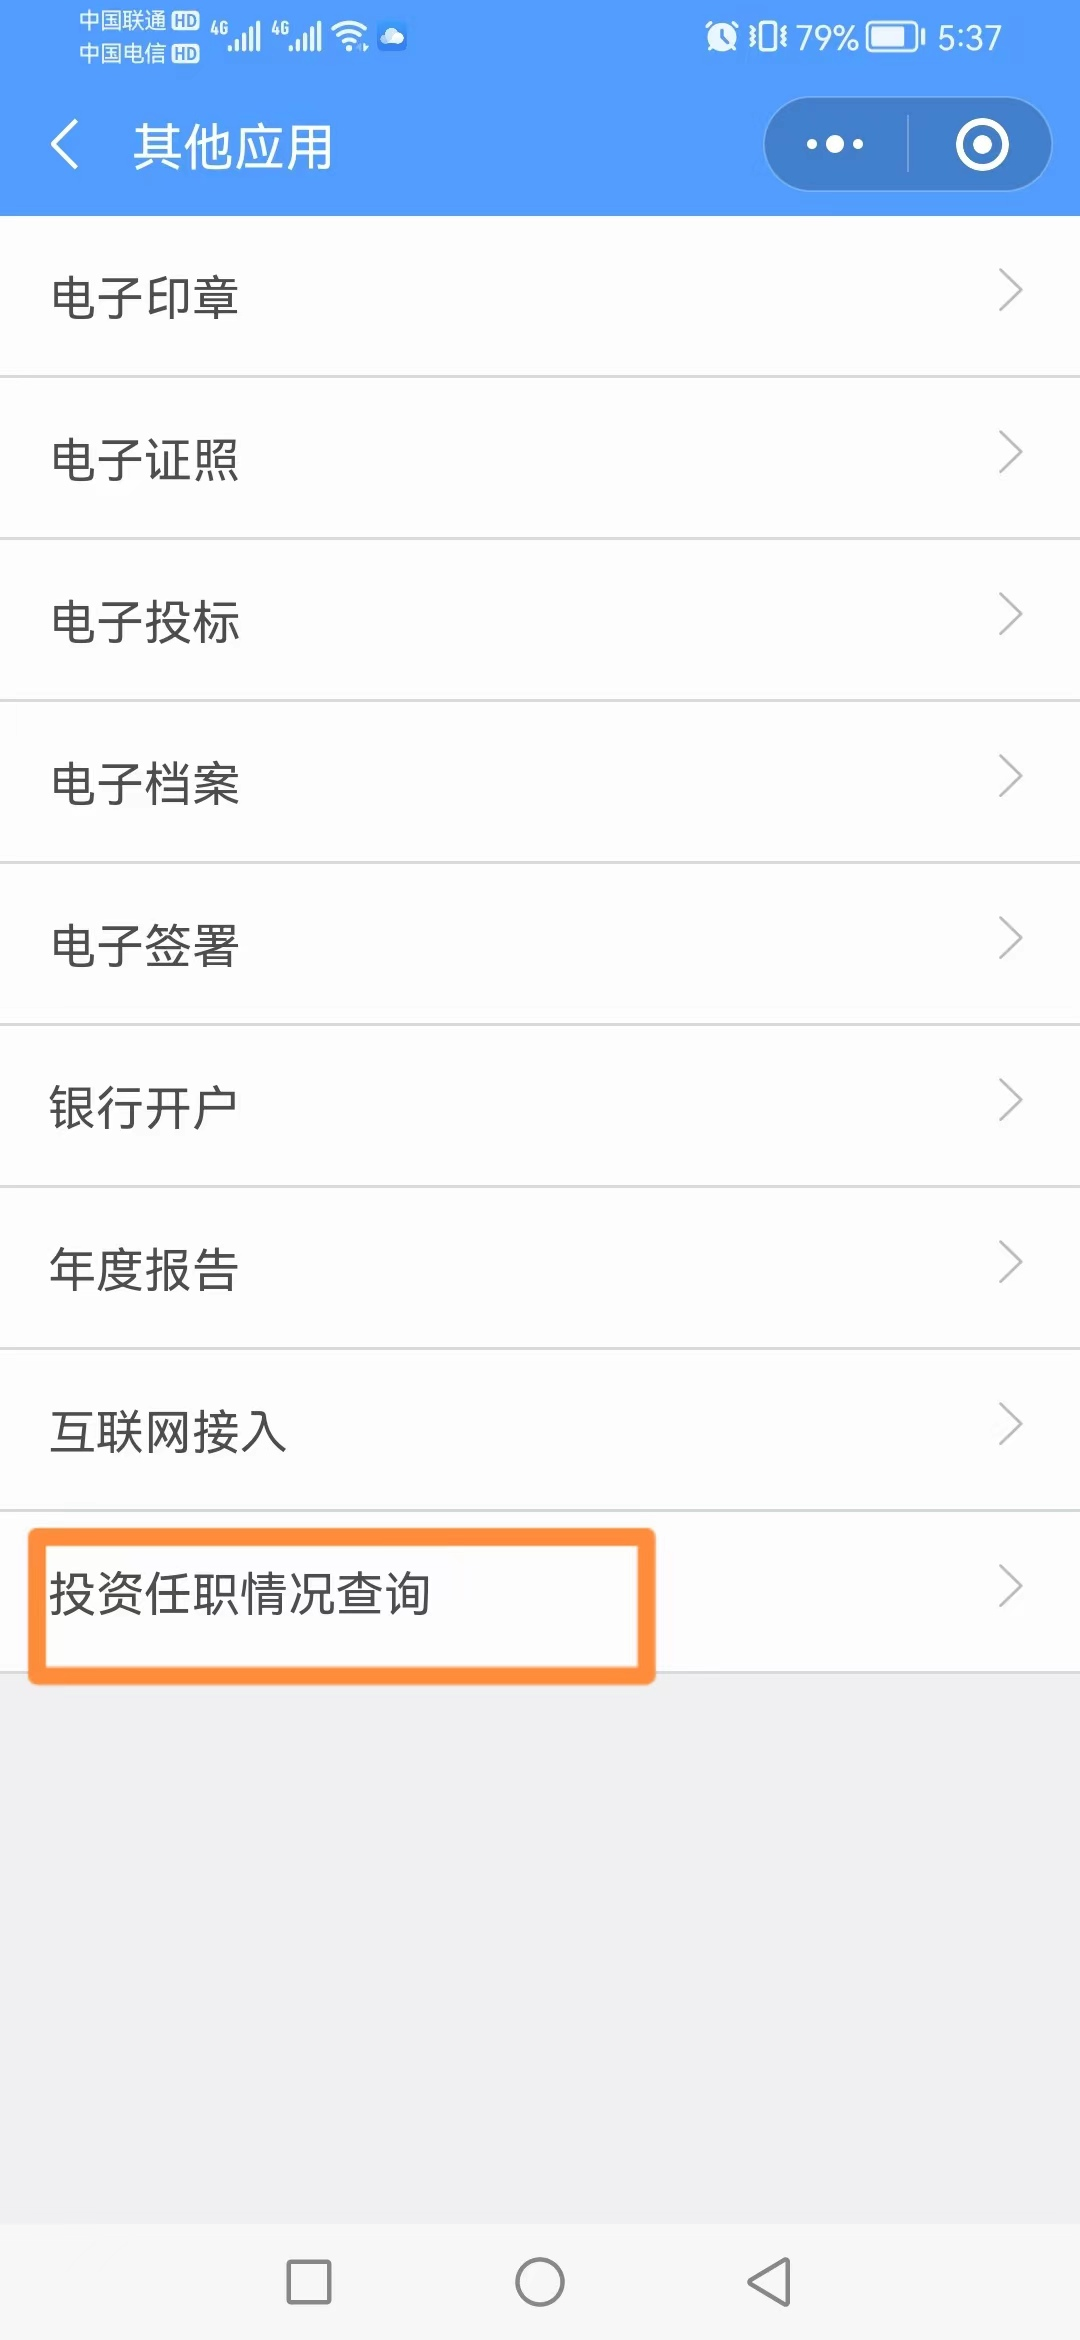 中国联通 HD 4G 4G 79% 5:37
中国电信 HD
其他应用
电子印章
电子证照
电子投标
电子档案
电子签署
银行开户
年度报告
互联网接入
投资任职情况查询